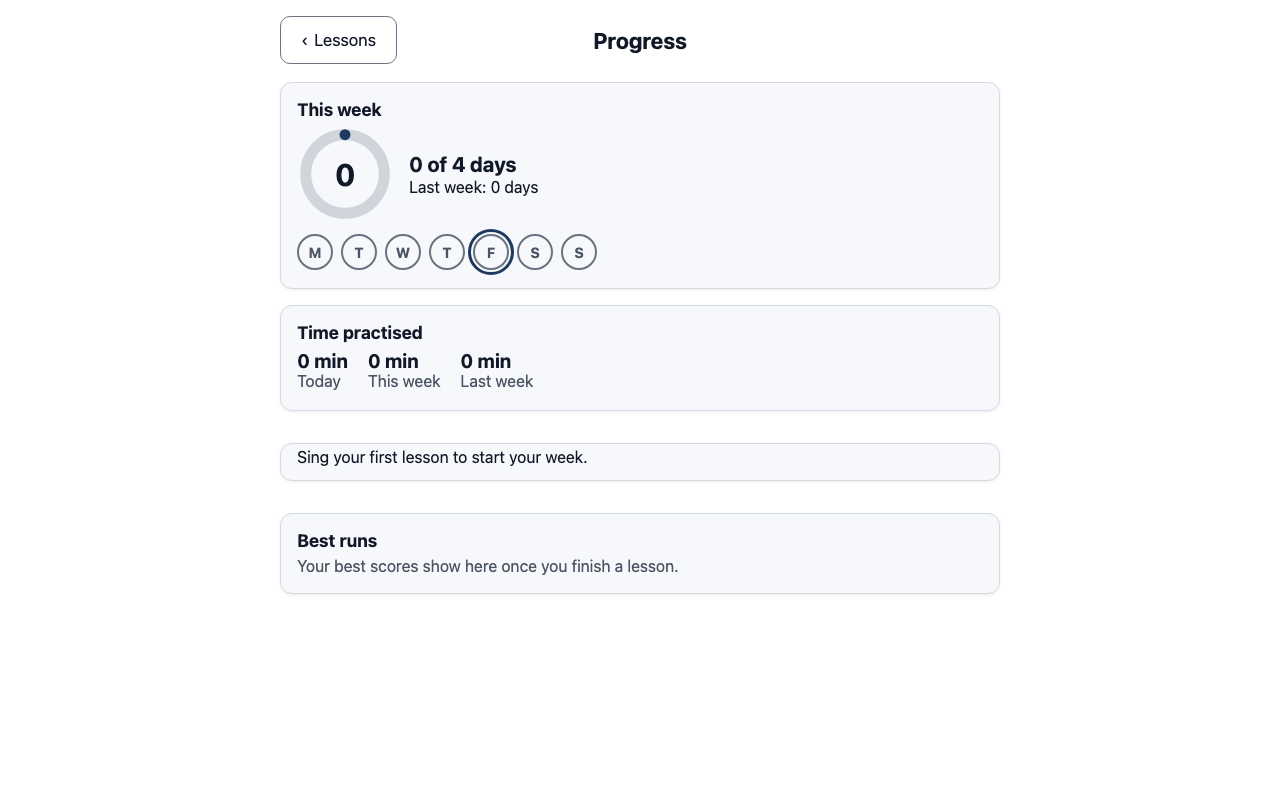 ‹ Lessons
Progress
This week
0
0 of 4 days
Last week: 0 days
M T W T F S S
Time practised
0 min 0 min 0 min
Today This week Last week
Sing your first lesson to start your week.
Best runs
Your best scores show here once you finish a lesson.